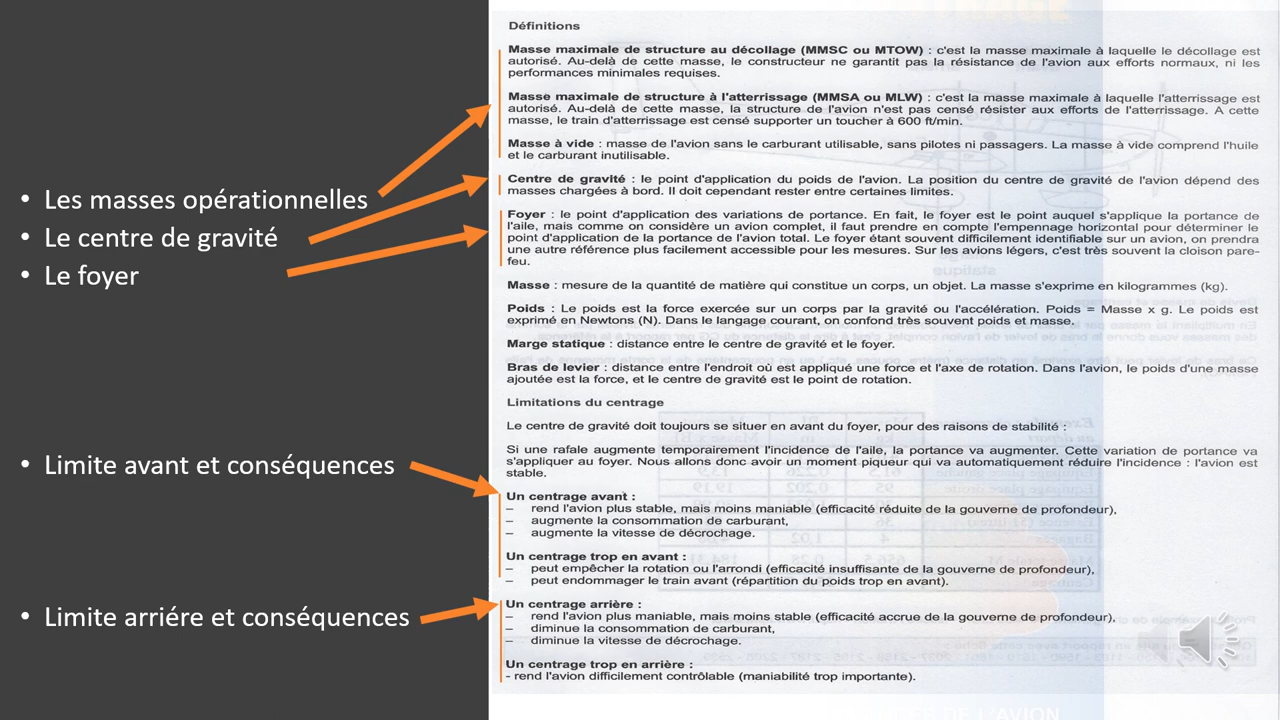 • Les masses opérationnelles
• Le centre de gravité
• Le foyer
• Limite avant et conséquences
• Limite arriére et conséquences
Définitions
Masse maximale de structure au décollage (MMSC ou MTOW) : c'est la masse maximale à laquelle le décollage est
autorisé. Au-delà de cette masse, le constructeur ne garantit pas la résistance de l'avion aux efforts normaux, ni les
performances minimales requises.
Masse maximale de structure à l'atterrissage (MMSA ou MLW) : c'est la masse maximale à laquelle l'atterrissage est
autorisé. Au-delà de cette masse, la structure de l'avion n'est pas censé résister aux efforts de l'atterrissage. A cette
masse, le train d'atterrissage est censé supporter un toucher à 600 ft/min.
Masse à vide : masse de l'avion sans le carburant utilisable, sans pilotes ni passagers. La masse à vide comprend l'huile
et le carburant inutilisable.
Centre de gravité : le point d'application du poids de l'avion. La position du centre de gravité de l'avion dépend des
masses chargées à bord. Il doit cependant rester entre certaines limites.
Foyer : le point d'application des variations de portance. En fait, le foyer est le point auquel s'applique la portance de
l'aile, mais comme on considère un avion complet, il faut prendre en compte l'empennage horizontal pour déterminer le
point d'application de la portance de l'avion total. Le foyer étant souvent difficilement identifiable sur un avion, on prendra
une autre référence plus facilement accessible pour les mesures. Sur les avions légers, c'est très souvent la cloison pare-
feu.
Masse : mesure de la quantité de matière qui constitue un corps, un objet. La masse s'exprime en kilogrammes (kg).
Poids : Le poids est la force exercée sur un corps par la gravité ou l'accélération. Poids = Masse x g. Le poids est
exprimé en Newtons (N). Dans le langage courant, on confond très souvent poids et masse.
Marge statique : distance entre le centre de gravité et le foyer.
Bras de levier : distance entre l'endroit où est appliqué une force et l'axe de rotation. Dans l'avion, le poids d'une masse
ajoutée est la force, et le centre de gravité est le point de rotation.
Limitations du centrage
Le centre de gravité doit toujours se situer en avant du foyer, pour des raisons de stabilité :
Si une rafale augmente temporairement l'incidence de l'aile, la portance va augmenter. Cette variation de portance va
s'appliquer au foyer. Nous allons donc avoir un moment piqueur qui va automatiquement réduire l'incidence : l'avion est
stable.
Un centrage avant :
– rend l'avion plus stable, mais moins maniable (efficacité réduite de la gouverne de profondeur),
– augmente la consommation de carburant,
– augmente la vitesse de décrochage.
Un centrage trop en avant :
– peut empêcher la rotation ou l'arrondi (efficacité insuffisante de la gouverne de profondeur),
– peut endommager le train avant (répartition du poids trop en avant).
Un centrage arrière :
– rend l'avion plus maniable, mais moins stable (efficacité accrue de la gouverne de profondeur),
– diminue la consommation de carburant,
– diminue la vitesse de décrochage.
Un centrage trop en arrière :
- rend l'avion difficilement contrôlable (maniabilité trop importante).